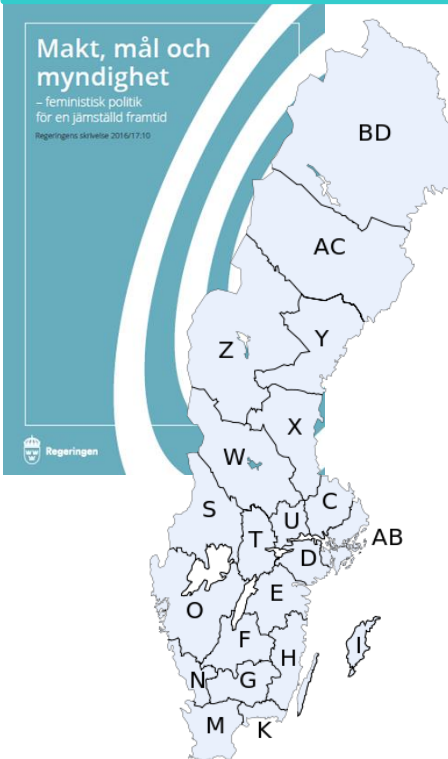 Makt, mål och
myndighet
– feministisk politik
för en jämställd framtid
Regeringens skrivelse 2016/17:10
BD
AC
Z
Y
X
W
S
C
U
T
AB
D
E
O
I
F
H
N
G
M
K
Regeringen